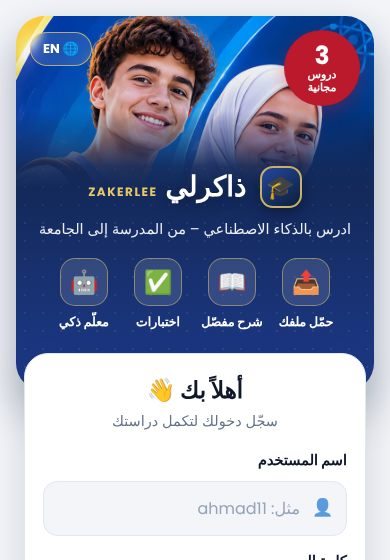 EN
3
دروس
مجانية
ذاكرلي ZAKERLEE
ادرس بالذكاء الاصطناعي – من المدرسة إلى الجامعة
حمّل ملفك
شرح مفصّل
اختبارات
معلّم ذكي
أهلاً بك 👋
سجّل دخولك لتكمل دراستك
اسم المستخدم
مثل: ahmad11